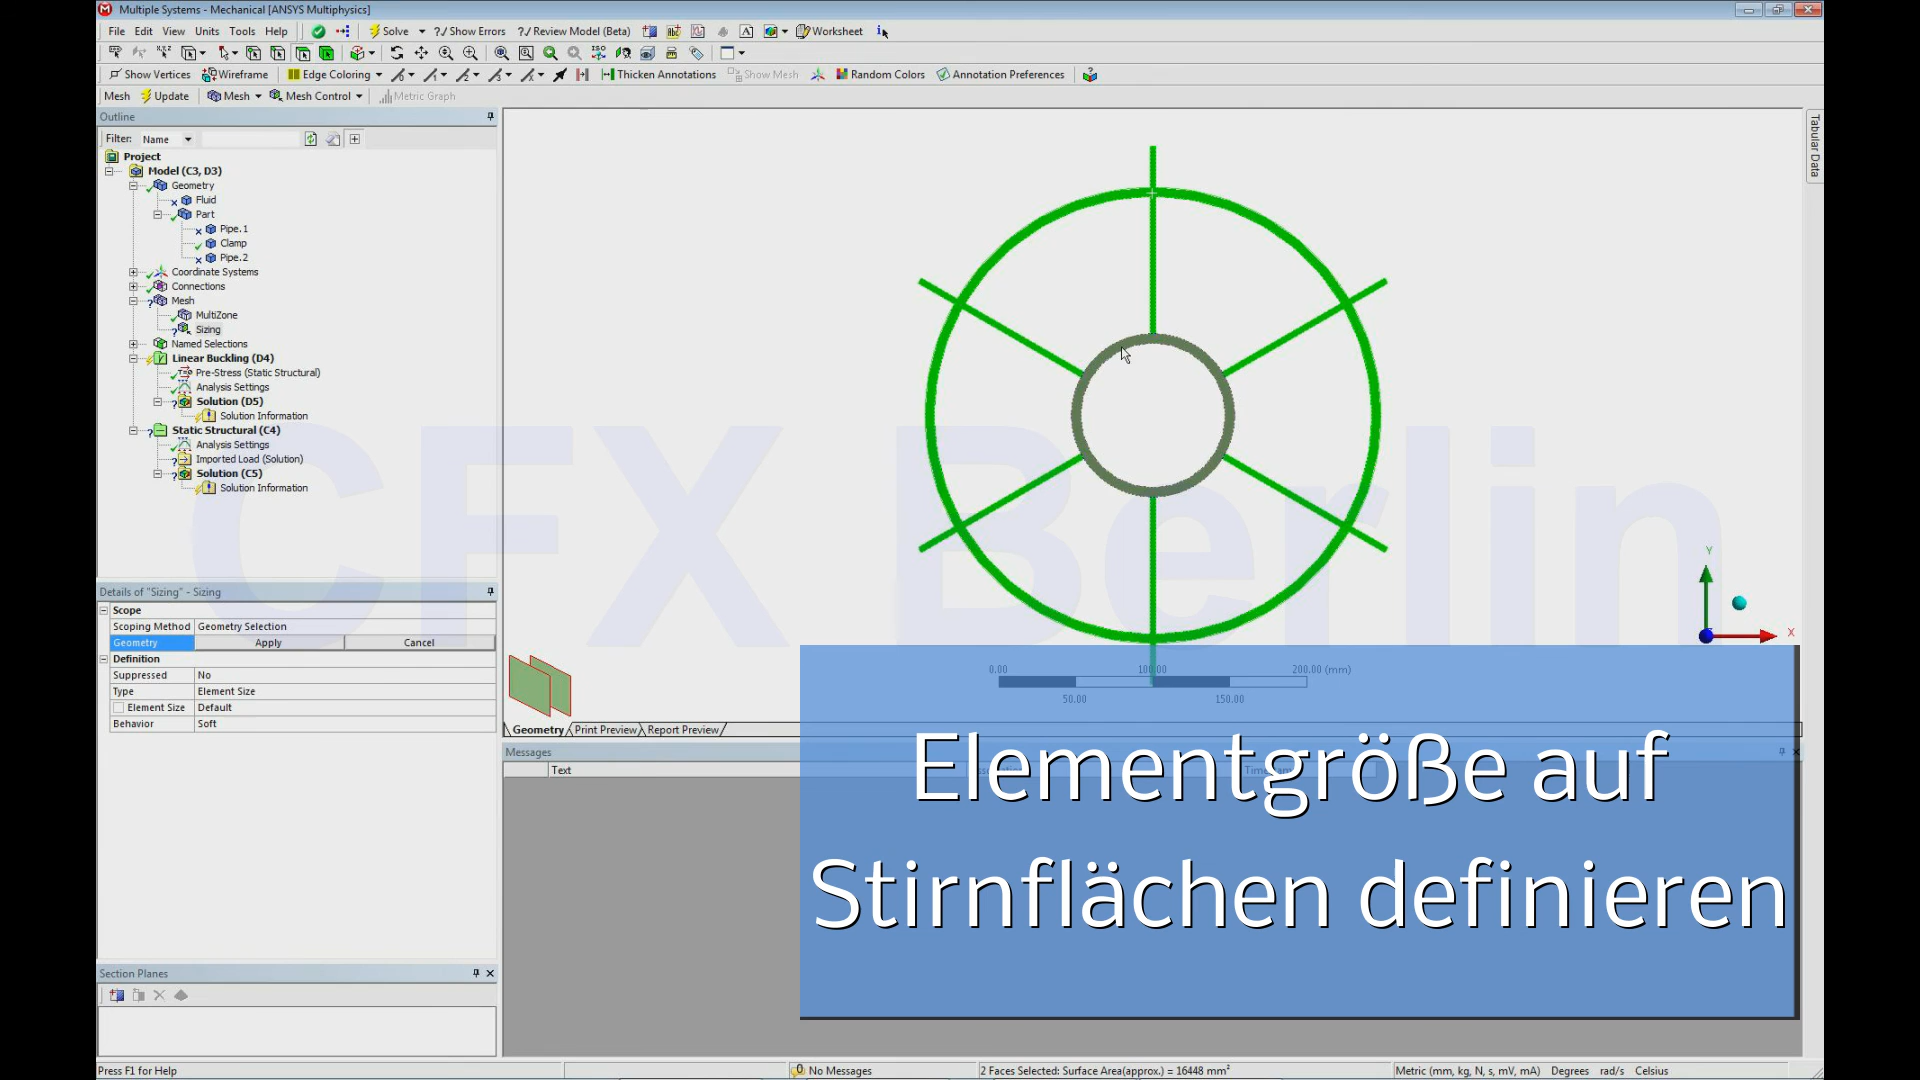 Multiple Systems - Mechanical [ANSYS Multiphysics]
File Edit View Units Tools Help Solve ?/ Show Errors ?/ Review Model (Beta) Worksheet
Show Vertices Wireframe Edge Coloring Thicken Annotations Show Mesh Random Colors Annotation Preferences
Mesh Update Mesh Mesh Control Metric Graph
Outline
Filter: Name
Project
Model (C3, D3)
Geometry
Fluid
Part
Pipe.1
Clamp
Pipe.2
Coordinate Systems
Connections
Mesh
MultiZone
Sizing
Named Selections
Linear Buckling (D4)
Pre-Stress (Static Structural)
Analysis Settings
Solution (D5)
Solution Information
Static Structural (C4)
Analysis Settings
Imported Load (Solution)
Solution (C5)
Solution Information
Details of "Sizing" - Sizing
Scope
Scoping Method Geometry Selection
Geometry Apply Cancel
Definition
Suppressed No
Type Element Size
Element Size Default
Behavior Soft
Section Planes
Press F1 for Help
Tabular Data
CFX Berlin
Y
X
0.00 100.00 200.00 (mm)
50.00 150.00
Geometry Print Preview Report Preview
Messages
Text
Elementgröße auf
Stirnflächen definieren
No Messages
2 Faces Selected: Surface Area(approx.) = 16448 mm²
Metric (mm, kg, N, s, mV, mA) Degrees rad/s Celsius